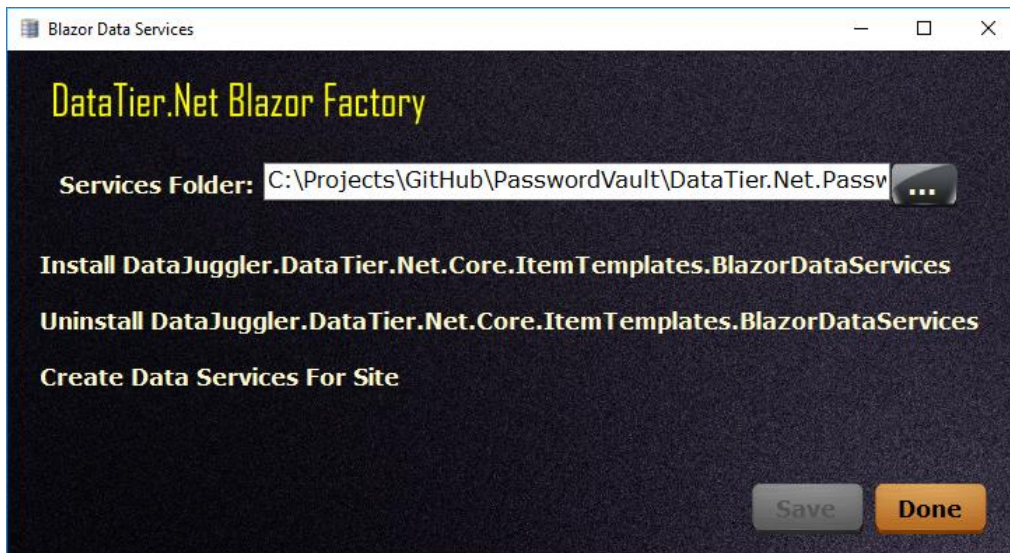 Blazor Data Services
DataTier.Net Blazor Factory
Services Folder: C:\Projects\GitHub\PasswordVault\DataTier.Net.Passw ...
Install DataJuggler.DataTier.Net.Core.ItemTemplates.BlazorDataServices
Uninstall DataJuggler.DataTier.Net.Core.ItemTemplates.BlazorDataServices
Create Data Services For Site
Save Done